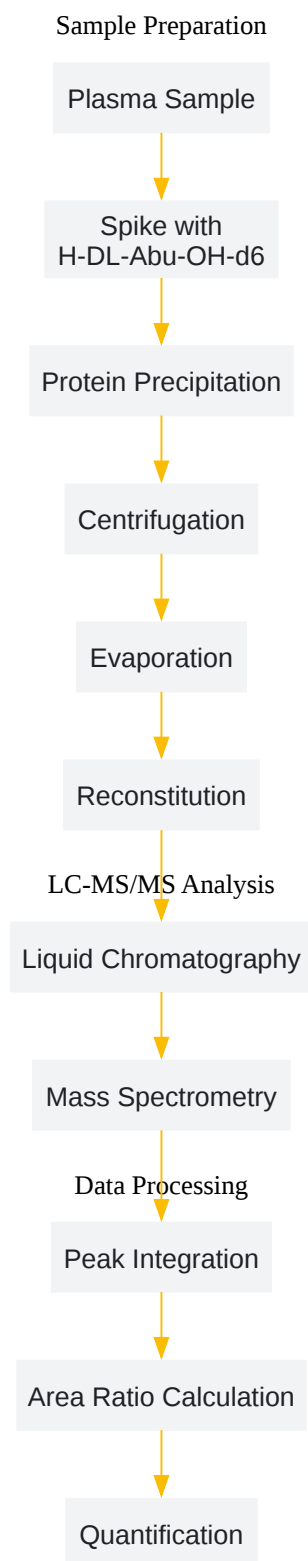 Sample Preparation
Plasma Sample
Spike with
H-DL-Abu-OH-d6
Protein Precipitation
Centrifugation
Evaporation
Reconstitution
LC-MS/MS Analysis
Liquid Chromatography
Mass Spectrometry
Data Processing
Peak Integration
Area Ratio Calculation
Quantification